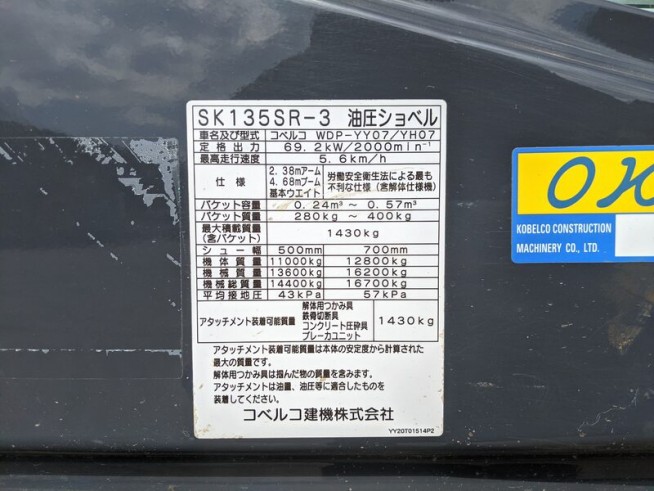 SK135SR-3 油圧ショベル
車名及び型式 コベルコ WDP-YY07/YH07
定格出力 69.2kW/2000min⁻¹
最高走行速度 5.6km/h
仕様 2.38mアーム 4.68mブーム 基本ウエイト 労働安全衛生法による最も不利な仕様(含解体仕様機)
バケット容量 0.24m³ ~ 0.57m³
バケット質量 280kg ~ 400kg
最大積載質量(含バケット) 1430kg
シュー幅 500mm 700mm
機体質量 11000kg 12800kg
機械質量 13600kg 16200kg
機械総質量 14400kg 16700kg
平均接地圧 43kPa 57kPa
アタッチメント装着可能質量 解体用つかみ具 鉄骨切断具 コンクリート圧砕具 ブレーカユニット 1430kg
アタッチメント装着可能質量は本体の安定度から計算された
最大の質量です。
解体用つかみ具は掴んだ物の質量を含みます。
アタッチメントは油量、油圧等に適合したものを
装着してください。
コベルコ建機株式会社
YY20T01514P2
KOBELCO CONSTRUCTION
MACHINERY CO., LTD.